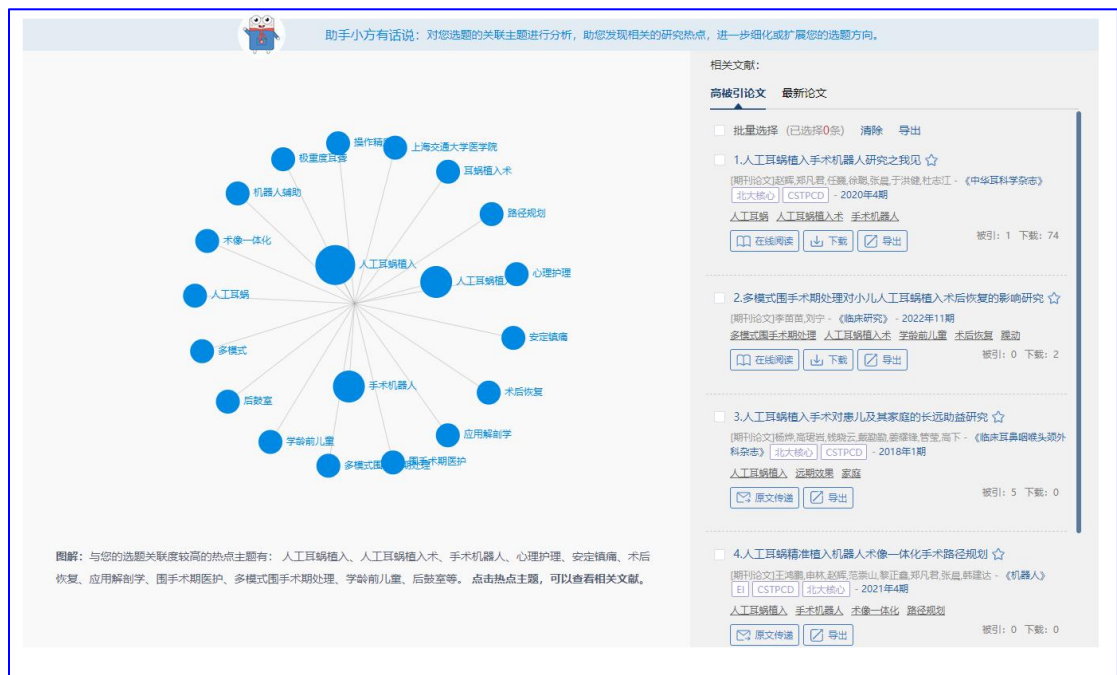 助手小方有话说：对您选题的关联主题进行分析，助您发现相关的研究热点，进一步细化或扩展您的选题方向。
操作精
上海交通大学医学院
极重度耳聋
耳蜗植入术
机器人辅助
路径规划
术像一体化
人工耳蜗植入
人工耳蜗植入
心理护理
人工耳蜗
安定镇痛
多模式
手术机器人
术后恢复
后鼓室
应用解剖学
学龄前儿童
多模式围手术期处理
围手术期医护
图解：与您的选题关联度较高的热点主题有： 人工耳蜗植入、人工耳蜗植入术、手术机器人、心理护理、安定镇痛、术后
恢复、应用解剖学、围手术期医护、多模式围手术期处理、学龄前儿童、后鼓室等。 点击热点主题，可以查看相关文献。
相关文献：
高被引论文 最新论文
批量选择 (已选择0条) 清除 导出
1.人工耳蜗植入手术机器人研究之我见
[期刊论文]赵辉,郑凡君,任巍,徐聪,张晨,于洪健,杜志江 - 《中华耳科学杂志》
北大核心 CSTPCD - 2020年4期
人工耳蜗 人工耳蜗植入术 手术机器人
在线阅读 下载 导出 被引：1 下载：74
2.多模式围手术期处理对小儿人工耳蜗植入术后恢复的影响研究
[期刊论文]李苗苗,刘宁 - 《临床研究》 - 2022年11期
多模式围手术期处理 人工耳蜗植入术 学龄前儿童 术后恢复 躁动
在线阅读 下载 导出 被引：0 下载：2
3.人工耳蜗植入手术对患儿及其家庭的长远助益研究
[期刊论文]杨烨,高珺岩,钱晓云,戴勐勐,姜耀锋,管莹,高下 - 《临床耳鼻咽喉头颈外
科杂志》 北大核心 CSTPCD - 2018年1期
人工耳蜗植入 远期效果 家庭
原文传递 导出 被引：5 下载：0
4.人工耳蜗精准植入机器人术像一体化手术路径规划
[期刊论文]王鸿鹏,申林,赵辉,范崇山,黎正鑫,郑凡君,张晨,韩建达 - 《机器人》
EI CSTPCD 北大核心 - 2021年4期
人工耳蜗植入 手术机器人 术像一体化 路径规划
原文传递 导出 被引：0 下载：0